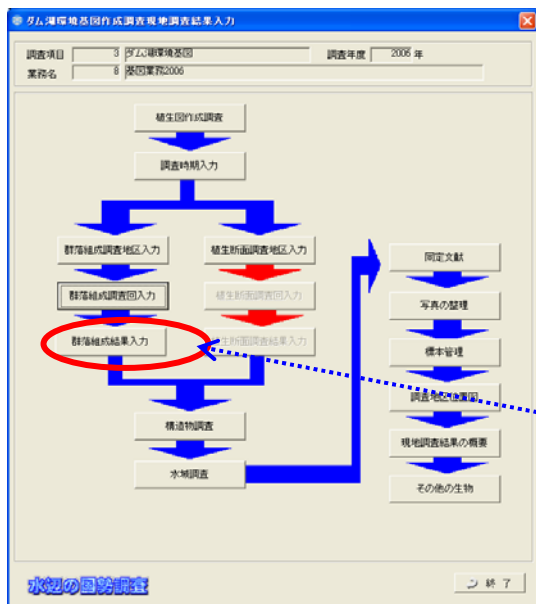 ダム湖環境基図作成調査現地調査結果入力
調査項目 3 ダム湖環境基図 調査年度 2006 年
業務名 8 基図業務2006
植生図作成調査
調査時期入力
群落組成調査地区入力
植生断面調査地区入力
群落組成調査回入力
植生断面調査回入力
群落組成結果入力
植生断面調査結果入力
構造物調査
水域調査
同定文献
写真の整理
標本管理
調査地区位置図
現地調査結果の概要
その他の生物
水辺の国勢調査
終 了